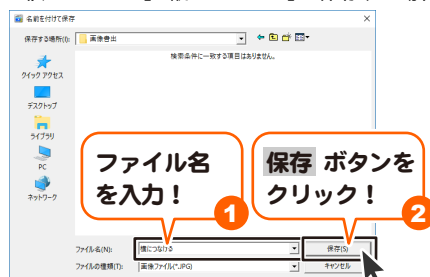 名前を付けて保存
保存する場所(I):
画像書出
検索条件に一致する項目はありません。
クイック アクセス
デスクトップ
ライブラリ
PC
ネットワーク
ファイル名
を入力！
1
保存 ボタンを
クリック！
2
ファイル名(N):
横につなげる
保存(S)
ファイルの種類(T):
画像ファイル(*.JPG)
キャンセル